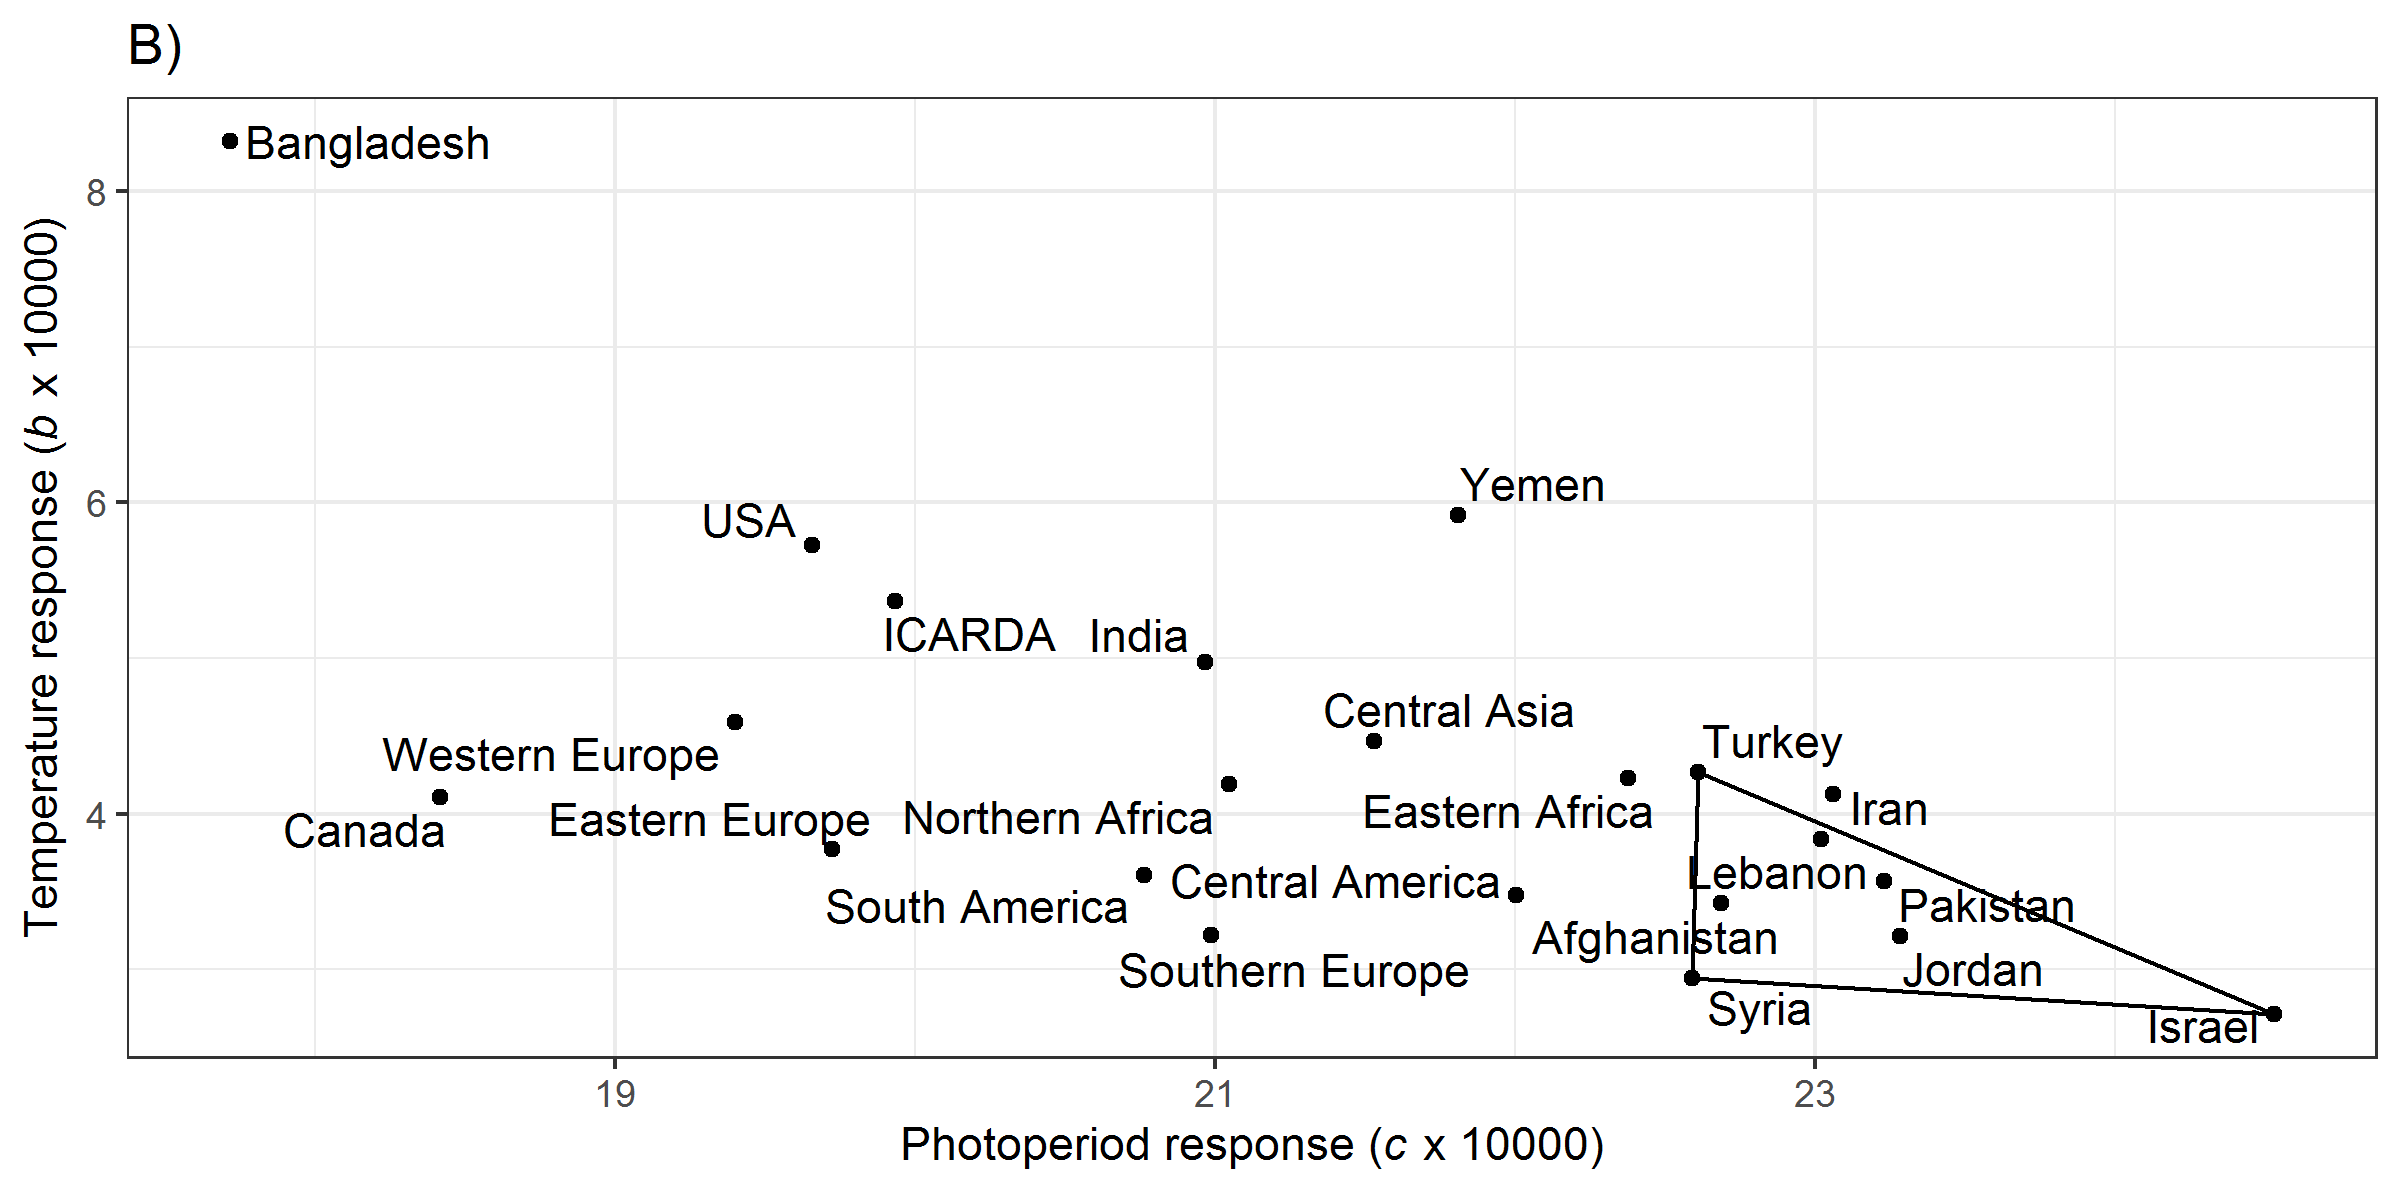 B)
Bangladesh
8
Yemen
6
USA
ICARDA
India
Central Asia
Turkey
Western Europe
Iran
Eastern Europe
Northern Africa
Eastern Africa
4
Canada
Lebanon
Central America
South America
Pakistan
Afghanistan
Southern Europe
Jordan
Syria
Israel
19
21
23
Photoperiod response (c x 10000)
Temperature response (b x 10000)